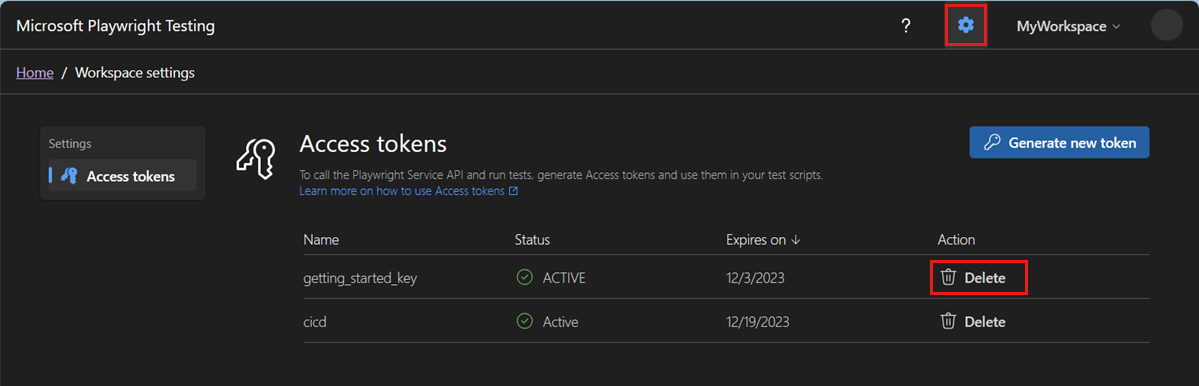 Microsoft Playwright Testing
? MyWorkspace
Home / Workspace settings
Settings
Access tokens
Access tokens
Generate new token
To call the Playwright Service API and run tests, generate Access tokens and use them in your test scripts.
Learn more on how to use Access tokens
Name Status Expires on ↓ Action
getting_started_key ACTIVE 12/3/2023 Delete
cicd Active 12/19/2023 Delete